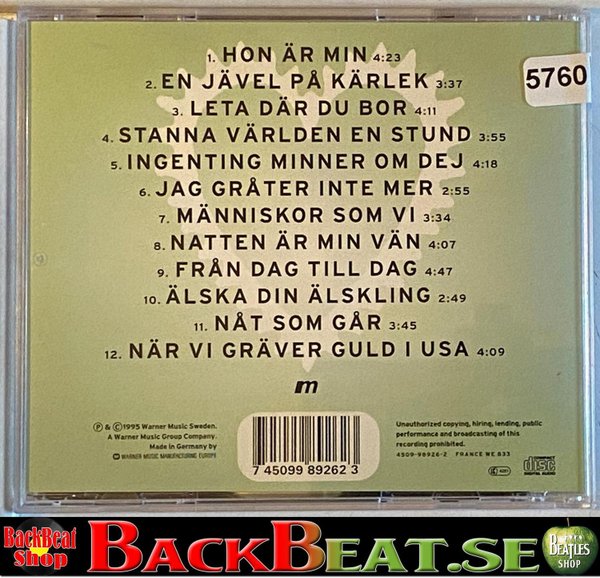 1. HON ÄR MIN 4:23
2. EN JÄVEL PÅ KÄRLEK 3:37
3. LETA DÄR DU BOR 4:11
4. STANNA VÄRLDEN EN STUND 3:55
5. INGENTING MINNER OM DEJ 4:18
6. JAG GRÅTER INTE MER 2:55
7. MÄNNISKOR SOM VI 3:34
8. NATTEN ÄR MIN VÄN 4:07
9. FRÅN DAG TILL DAG 4:47
10. ÄLSKA DIN ÄLSKLING 2:49
11. NÅT SOM GÅR 3:45
12. NÄR VI GRÄVER GULD I USA 4:09
5760
m
℗ & © 1995 Warner Music Sweden.
A Warner Music Group Company.
Made in Germany by
WARNER MUSIC MANUFACTURING EUROPE
7 45099 89262 3
Unauthorized copying, hiring, lending, public
performance and broadcasting of this
recording prohibited.
4509-98926-2 FRANCE WE 833
COMPACT
disc
DIGITAL AUDIO
BackBeat
Shop
BACKBEAT.SE
BEATLES
SHOP